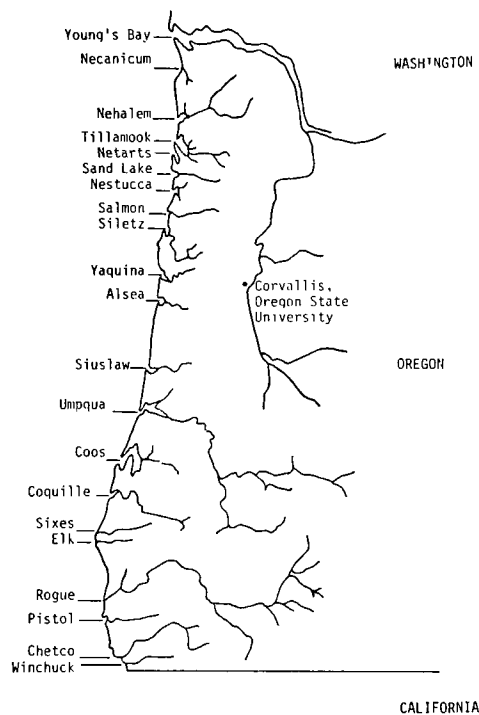 Young's Bay
WASHINGTON
Necanicum
Nehalem
Tillamook
Netarts
Sand Lake
Nestucca
Salmon
Siletz
Yaquina
Alsea
Corvallis,
Oregon State
University
Siuslaw
OREGON
Umpqua
Coos
Coquille
Sixes
Elk
Rogue
Pistol
Chetco
Winchuck
CALIFORNIA